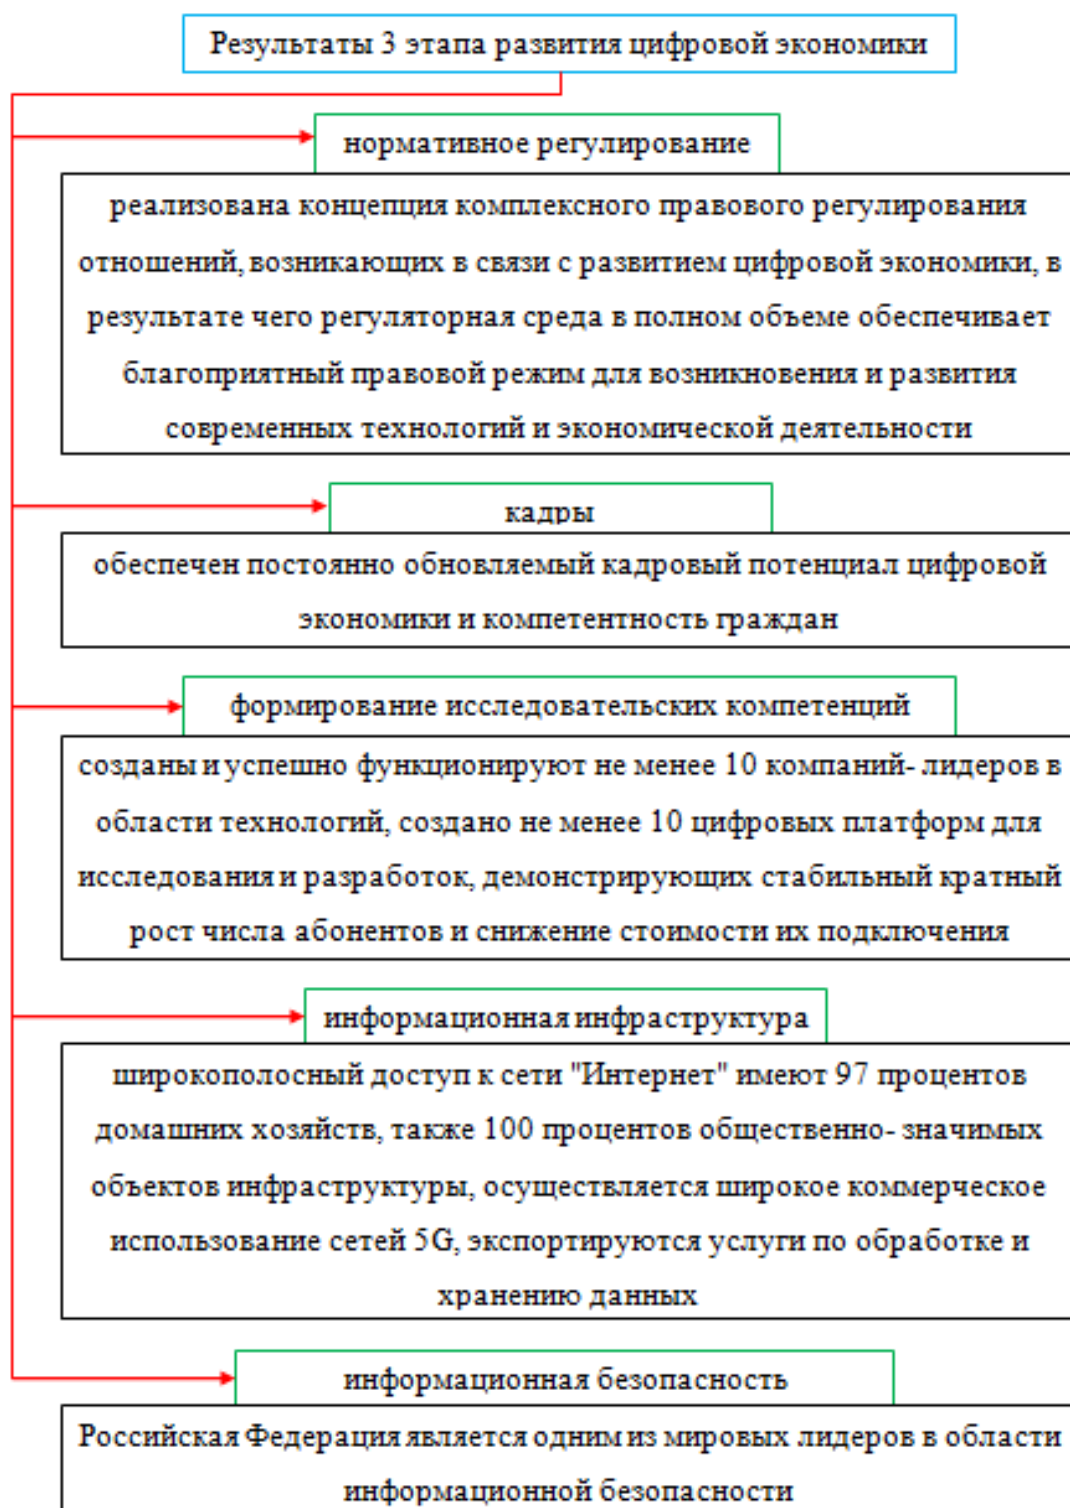 Результаты 3 этапа развития цифровой экономики
нормативное регулирование
реализована концепция комплексного правового регулирования
отношений, возникающих в связи с развитием цифровой экономики, в
результате чего регуляторная среда в полном объеме обеспечивает
благоприятный правовой режим для возникновения и развития
современных технологий и экономической деятельности
кадры
обеспечен постоянно обновляемый кадровый потенциал цифровой
экономики и компетентность граждан
формирование исследовательских компетенций
созданы и успешно функционируют не менее 10 компаний- лидеров в
области технологий, создано не менее 10 цифровых платформ для
исследования и разработок, демонстрирующих стабильный кратный
рост числа абонентов и снижение стоимости их подключения
информационная инфраструктура
широкополосный доступ к сети "Интернет" имеют 97 процентов
домашних хозяйств, также 100 процентов общественно- значимых
объектов инфраструктуры, осуществляется широкое коммерческое
использование сетей 5G, экспортируются услуги по обработке и
хранению данных
информационная безопасность
Российская Федерация является одним из мировых лидеров в области
информационной безопасности